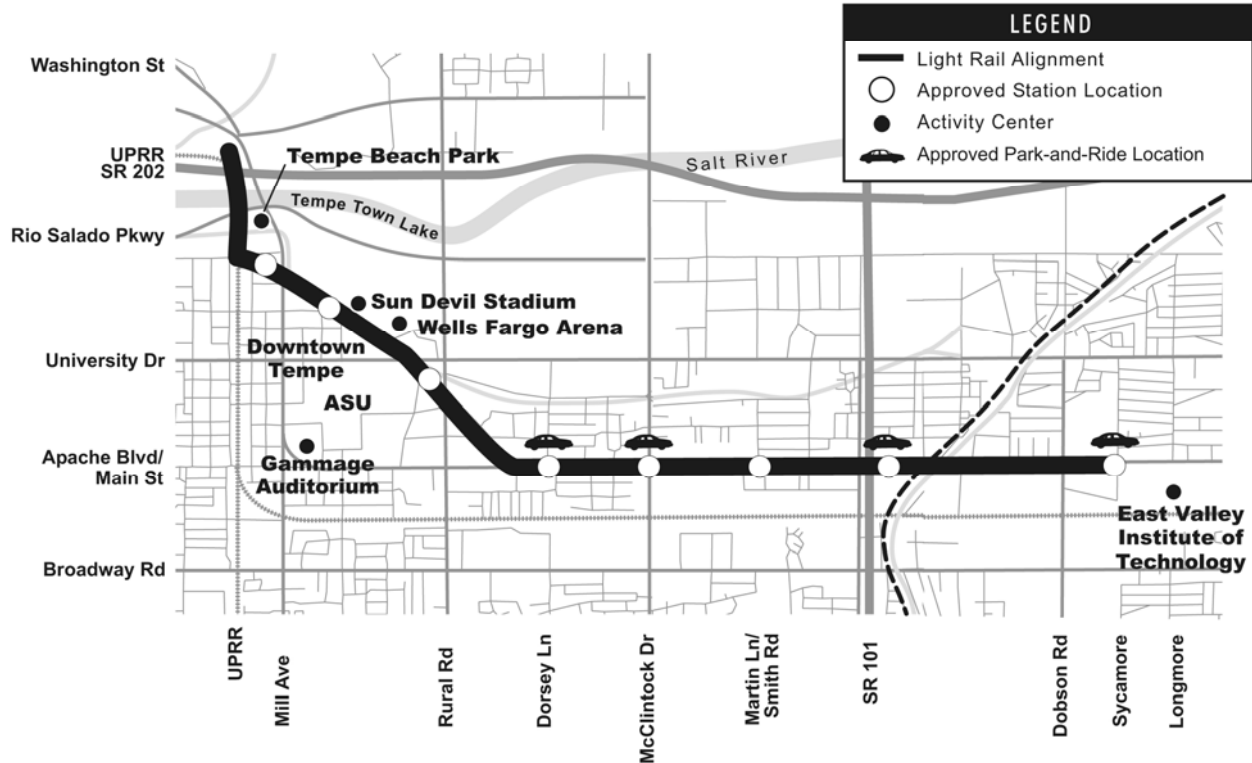 LEGEND
Light Rail Alignment
Approved Station Location
Activity Center
Approved Park-and-Ride Location
Washington St
UPRR
SR 202
Rio Salado Pkwy
University Dr
Apache Blvd/
Main St
Broadway Rd
Tempe Beach Park
Salt River
Tempe Town Lake
Sun Devil Stadium
Wells Fargo Arena
Downtown
Tempe
ASU
Gammage
Auditorium
East Valley
Institute of
Technology
UPRR
Mill Ave
Rural Rd
Dorsey Ln
McClintock Dr
Martin Ln/
Smith Rd
SR 101
Dobson Rd
Sycamore
Longmore